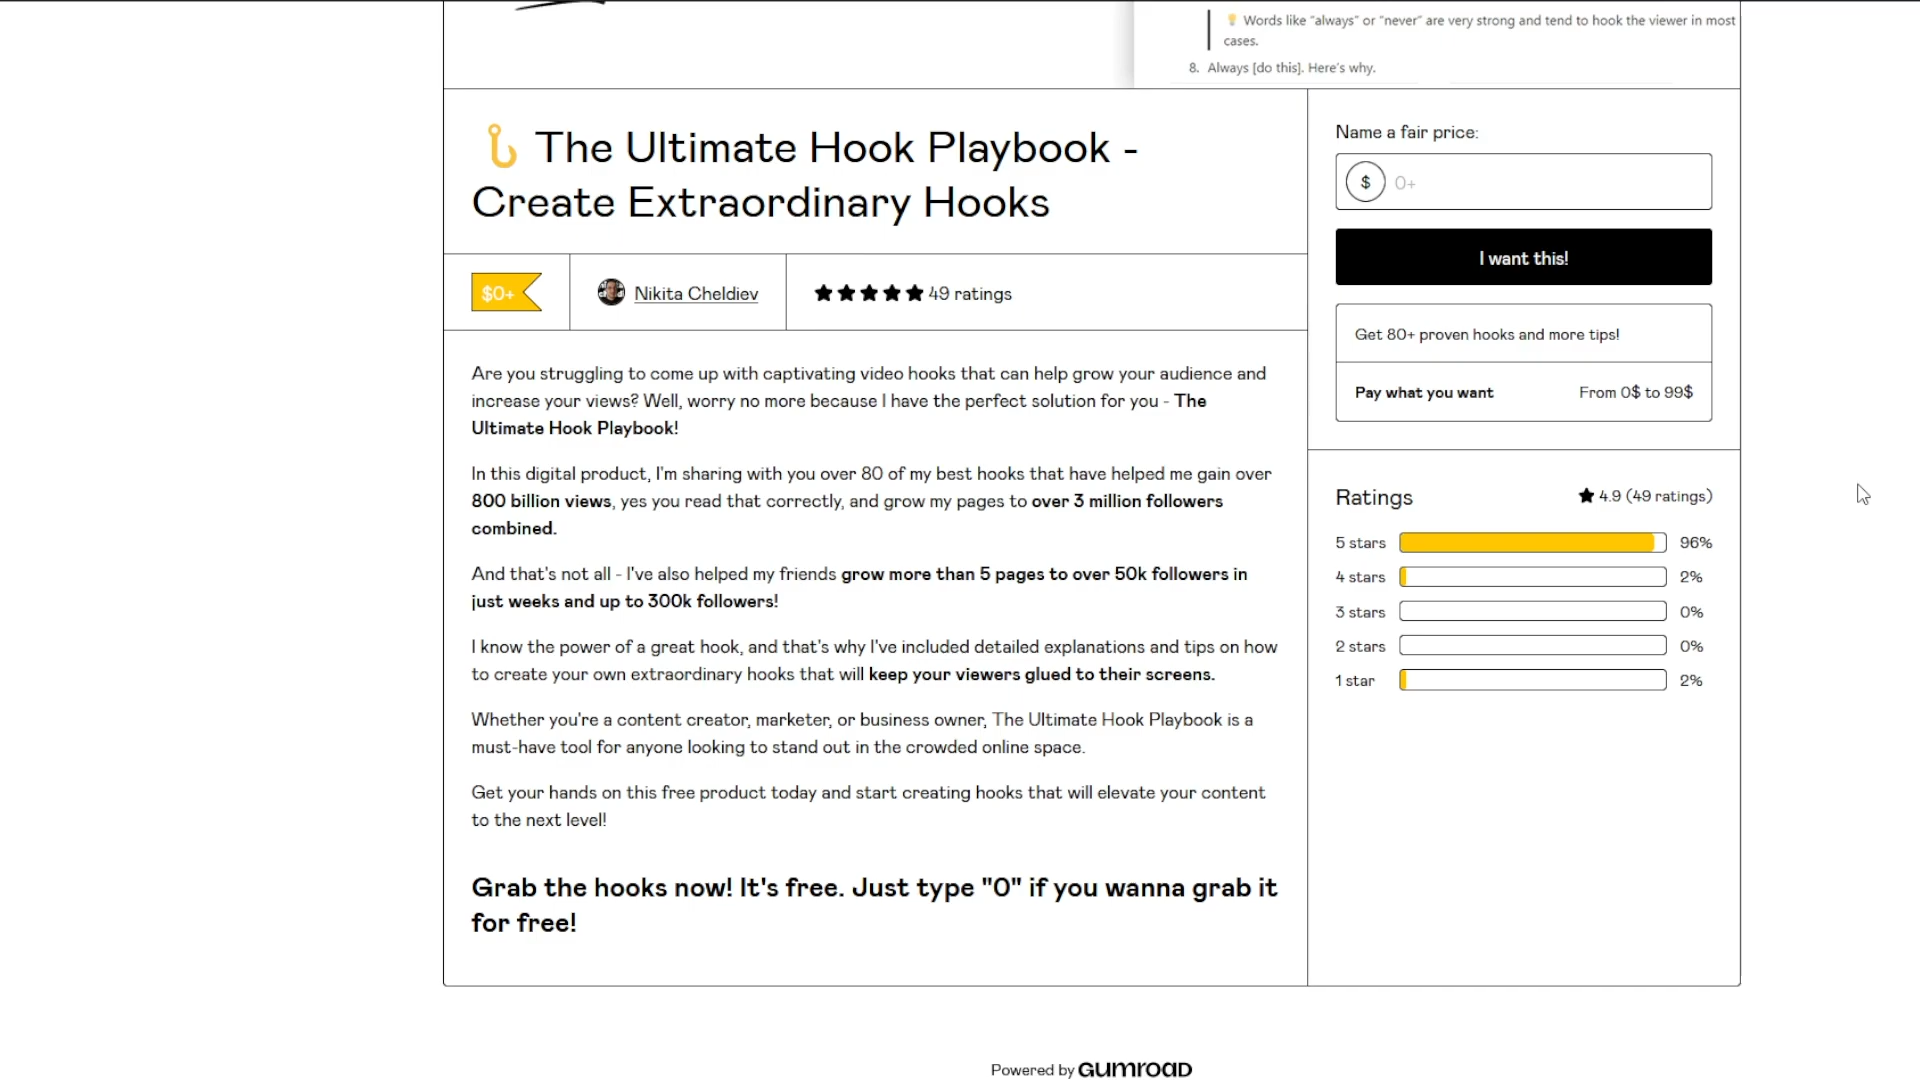 💡 Words like "always" or "never" are very strong and tend to hook the viewer in most
cases.
8. Always [do this]. Here's why.
The Ultimate Hook Playbook -
Create Extraordinary Hooks
$0+
Nikita Cheldiev
49 ratings
Are you struggling to come up with captivating video hooks that can help grow your audience and
increase your views? Well, worry no more because I have the perfect solution for you - The
Ultimate Hook Playbook!
In this digital product, I'm sharing with you over 80 of my best hooks that have helped me gain over
800 billion views, yes you read that correctly, and grow my pages to over 3 million followers
combined.
And that's not all - I've also helped my friends grow more than 5 pages to over 50k followers in
just weeks and up to 300k followers!
I know the power of a great hook, and that's why I've included detailed explanations and tips on how
to create your own extraordinary hooks that will keep your viewers glued to their screens.
Whether you're a content creator, marketer, or business owner, The Ultimate Hook Playbook is a
must-have tool for anyone looking to stand out in the crowded online space.
Get your hands on this free product today and start creating hooks that will elevate your content
to the next level!
Grab the hooks now! It's free. Just type "0" if you wanna grab it
for free!
Name a fair price:
$ 0+
I want this!
Get 80+ proven hooks and more tips!
Pay what you want From 0$ to 99$
Ratings ★ 4.9 (49 ratings)
5 stars 96%
4 stars 2%
3 stars 0%
2 stars 0%
1 star 2%
Powered by GUMROAD